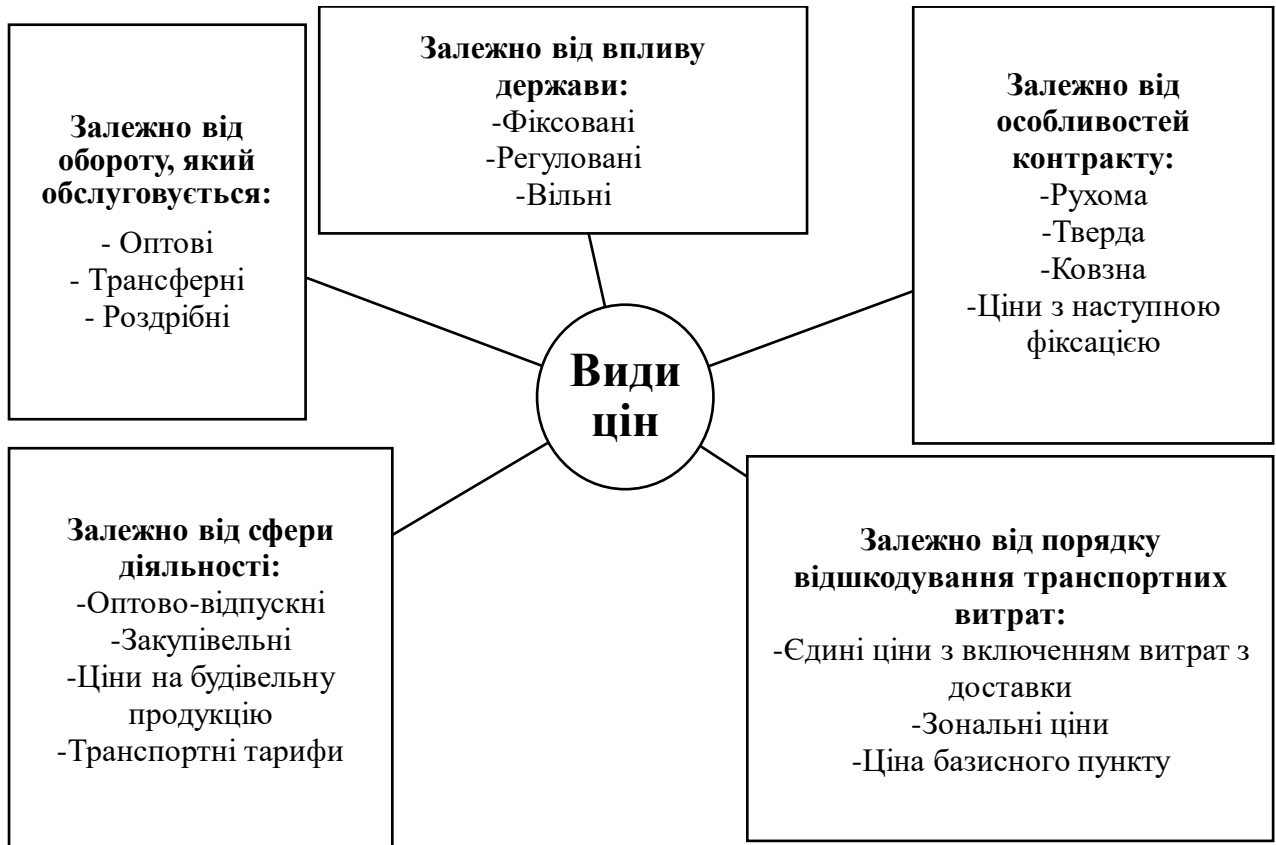 Залежно від
обороту, який
обслуговується:
- Оптові
- Трансферні
- Роздрібні
Залежно від впливу
держави:
-Фіксовані
-Регуловані
-Вільні
Залежно від
особливостей
контракту:
-Рухома
-Тверда
-Ковзна
-Ціни з наступною
фіксацією
Види
цін
Залежно від сфери
діяльності:
-Оптово-відпускні
-Закупівельні
-Ціни на будівельну
продукцію
-Транспортні тарифи
Залежно від порядку
відшкодування транспортних
витрат:
-Єдині ціни з включенням витрат з
доставки
-Зональні ціни
-Ціна базисного пункту